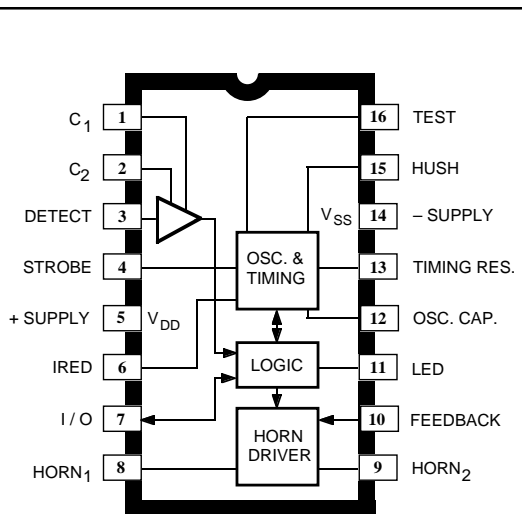 C1 1 16 TEST
C2 2 15 HUSH
DETECT 3 VSS 14 – SUPPLY
STROBE 4 OSC. & TIMING 13 TIMING RES.
+ SUPPLY 5 VDD 12 OSC. CAP.
IRED 6 LOGIC 11 LED
I / O 7 10 FEEDBACK
HORN1 8 HORN DRIVER 9 HORN2